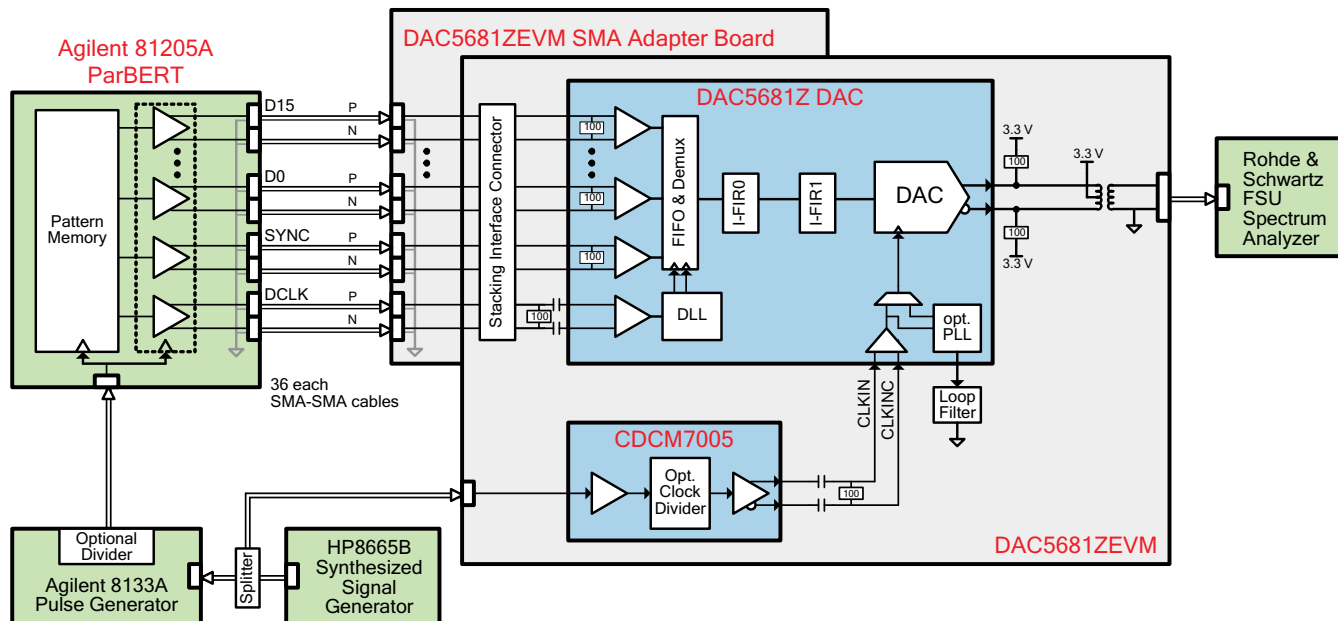 Agilent 81205A
ParBERT
DAC5681ZEVM SMA Adapter Board
DAC5681Z DAC
Pattern
Memory
D15
P
N
D0
P
N
SYNC
P
N
DCLK
P
N
36 each
SMA-SMA cables
Stacking Interface Connector
100
100
100
100
FIFO & Demux
DLL
I-FIR0
I-FIR1
DAC
opt.
PLL
Loop
Filter
3.3 V
100
100
3.3 V
3.3 V
Rohde &
Schwartz
FSU
Spectrum
Analyzer
CLKIN
CLKINC
CDCM7005
Opt.
Clock
Divider
100
DAC5681ZEVM
Optional
Divider
Agilent 8133A
Pulse Generator
Splitter
HP8665B
Synthesized
Signal
Generator